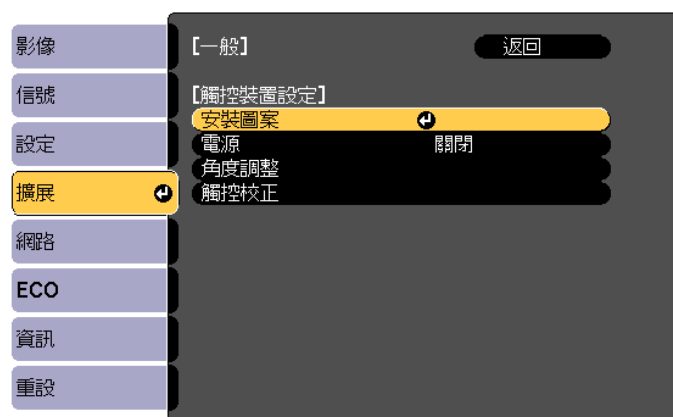 影像
信號
設定
擴展
網路
ECO
資訊
重設
[一般] 返回
[觸控裝置設定]
安裝圖案
電源 關閉
角度調整
觸控校正